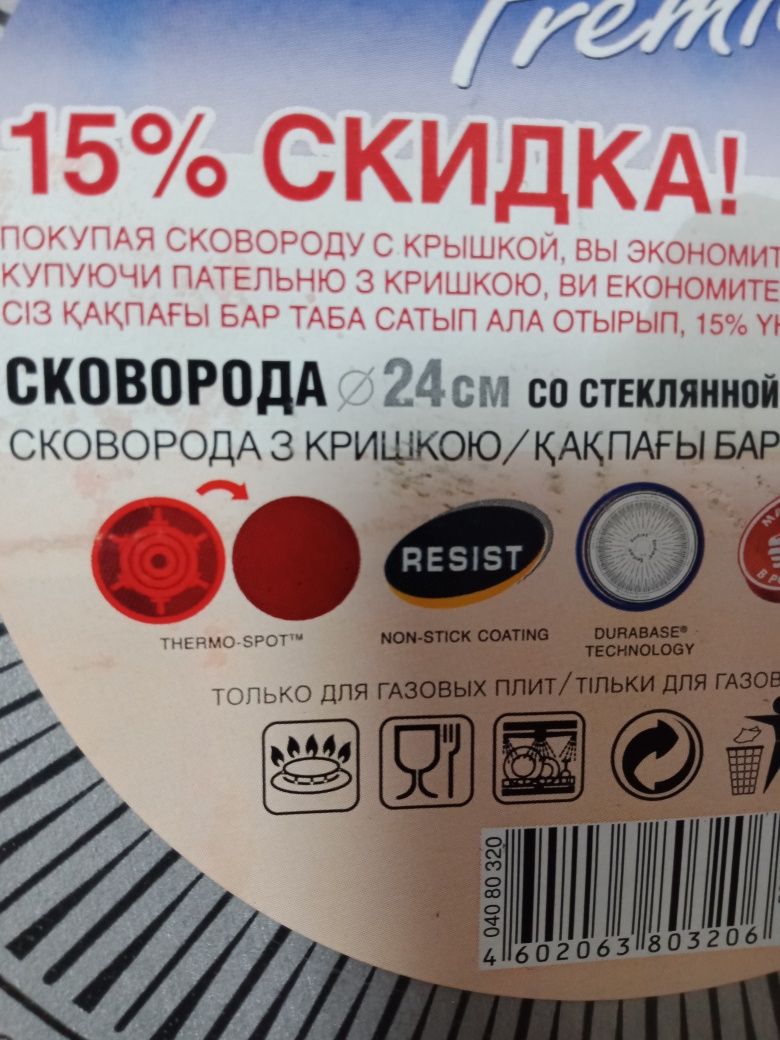 Premi
15% СКИДКА!
ПОКУПАЯ СКОВОРОДУ С КРЫШКОЙ, ВЫ ЭКОНОМИТ
КУПУЮЧИ ПАТЕЛЬНЮ З КРИШКОЮ, ВИ ЕКОНОМИТЕ
СІЗ ҚАҚПАҒЫ БАР ТАБА САТЫП АЛА ОТЫРЫП, 15%
СКОВОРОДА ⌀ 24 см СО СТЕКЛЯННОЙ
СКОВОРОДА З КРИШКОЮ/ҚАҚПАҒЫ БАР
RESIST
THERMO-SPOT™
NON-STICK COATING
DURABASE®
TECHNOLOGY
ТОЛЬКО ДЛЯ ГАЗОВЫХ ПЛИТ/ТІЛЬКИ ДЛЯ ГАЗОВ
040 80 320
4 602063 803206